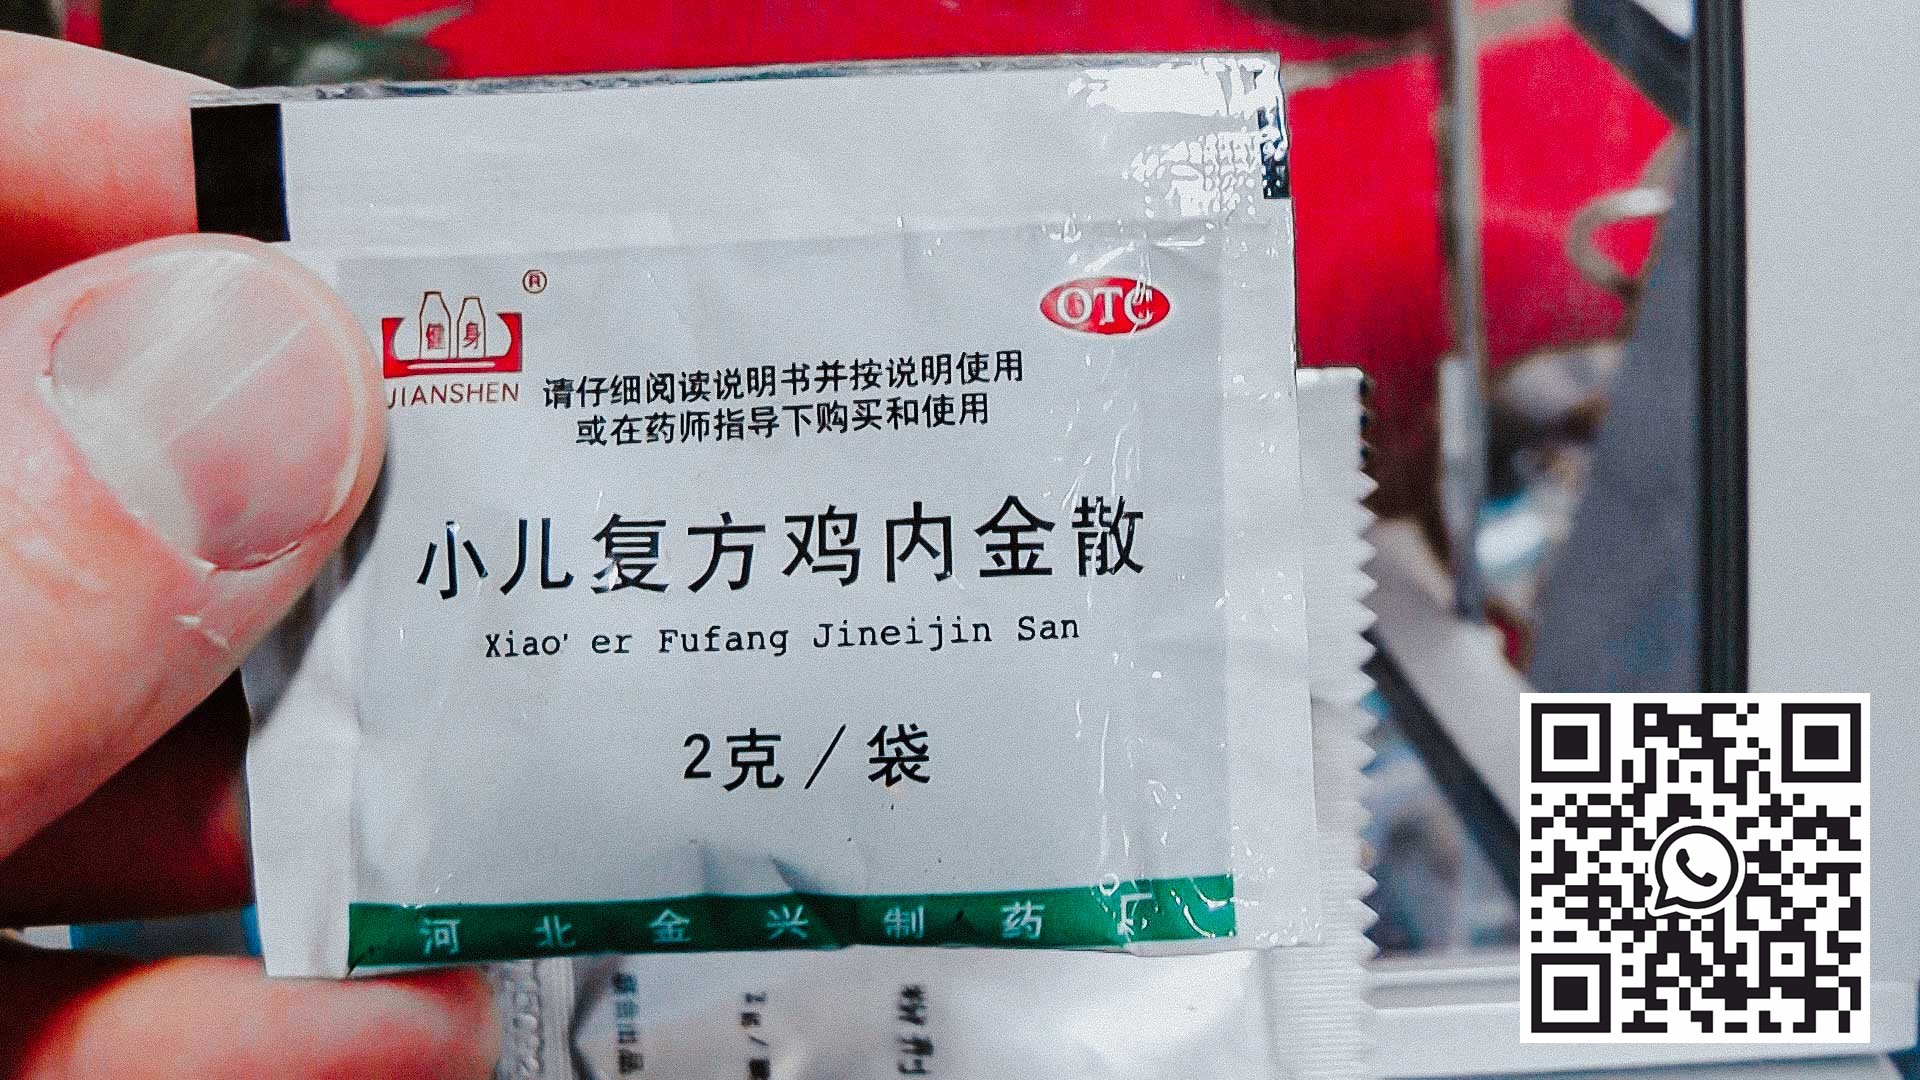 健 身
®
JIANSHEN
OTC
请仔细阅读说明书并按说明使用
或在药师指导下购买和使用
小儿复方鸡内金散
Xiao' er Fufang Jineijin San
2克/袋
河北金兴制药厂